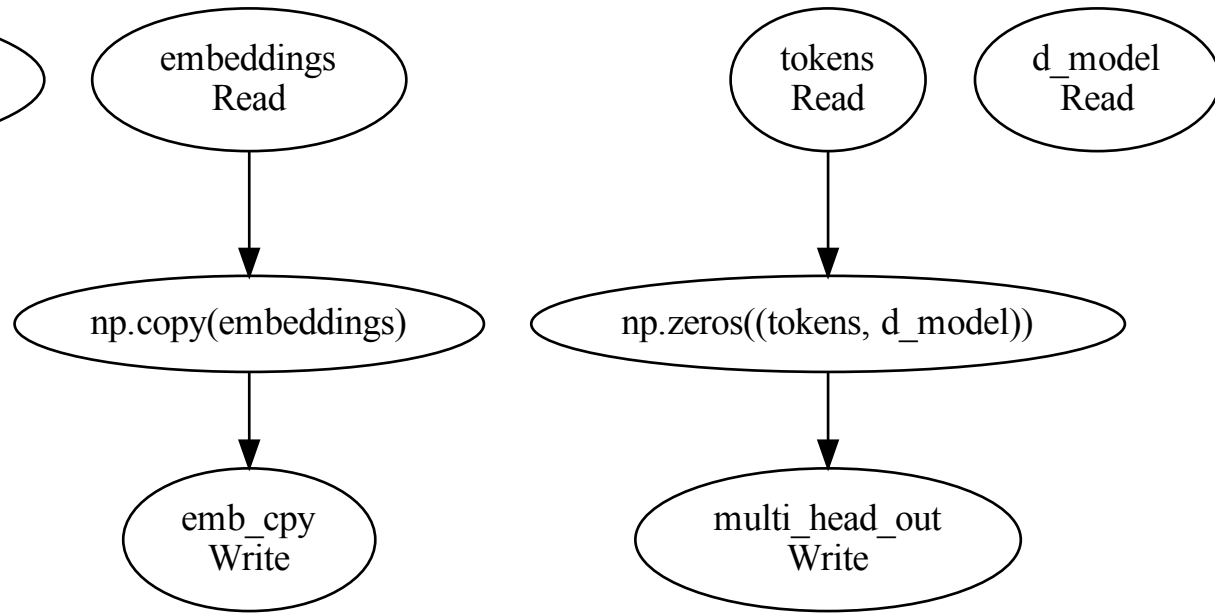 embeddings
Read
tokens
Read
d_model
Read
np.copy(embeddings)
np.zeros((tokens, d_model))
emb_cpy
Write
multi_head_out
Write